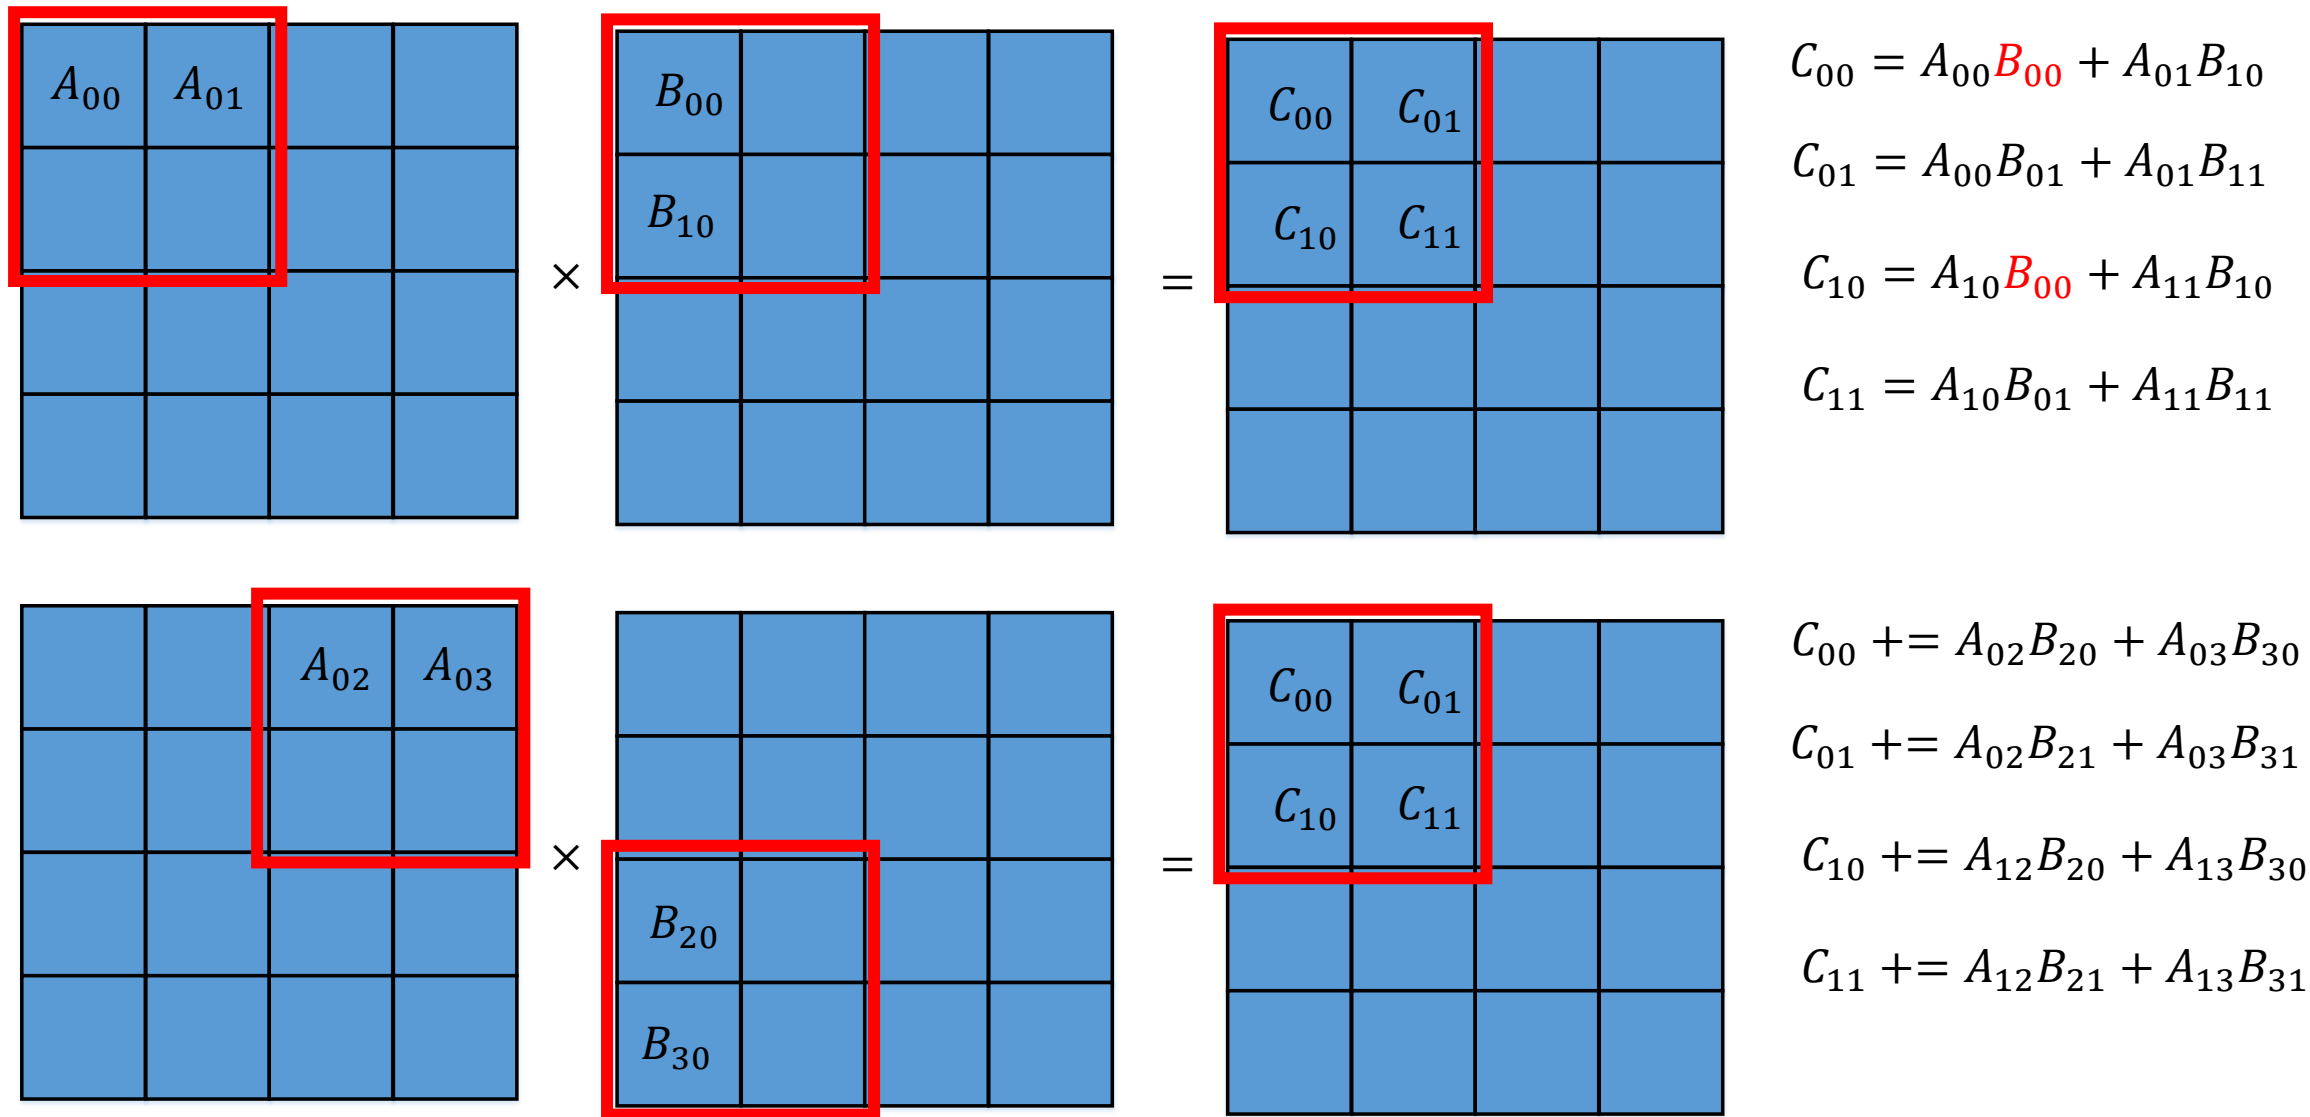 A₀₀ A₀₁
B₀₀
B₁₀
×
=
C₀₀ C₀₁
C₁₀ C₁₁
C₀₀ = A₀₀B₀₀ + A₀₁B₁₀
C₀₁ = A₀₀B₀₁ + A₀₁B₁₁
C₁₀ = A₁₀B₀₀ + A₁₁B₁₀
C₁₁ = A₁₀B₀₁ + A₁₁B₁₁
A₀₂ A₀₃
×
B₂₀
B₃₀
=
C₀₀ C₀₁
C₁₀ C₁₁
C₀₀ += A₀₂B₂₀ + A₀₃B₃₀
C₀₁ += A₀₂B₂₁ + A₀₃B₃₁
C₁₀ += A₁₂B₂₀ + A₁₃B₃₀
C₁₁ += A₁₂B₂₁ + A₁₃B₃₁